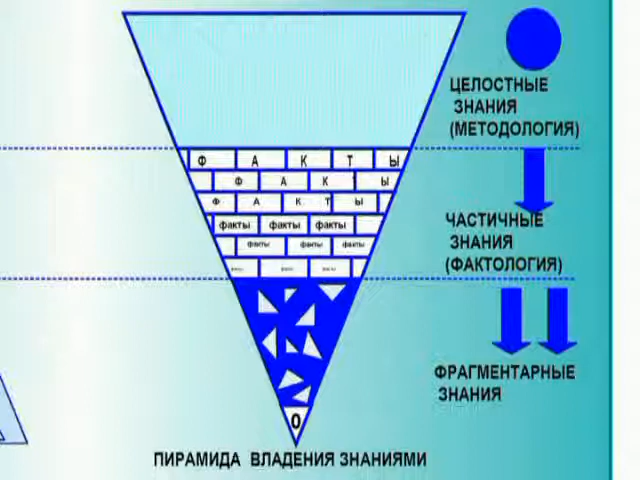 ЦЕЛОСТНЫЕ
ЗНАНИЯ
(МЕТОДОЛОГИЯ)
Ф А К Т Ы
Ф А К Т Ы
Ф А К Т Ы
факты факты факты
факты факты факты
ЧАСТИЧНЫЕ
ЗНАНИЯ
(ФАКТОЛОГИЯ)
ФРАГМЕНТАРНЫЕ
ЗНАНИЯ
0
ПИРАМИДА ВЛАДЕНИЯ ЗНАНИЯМИ